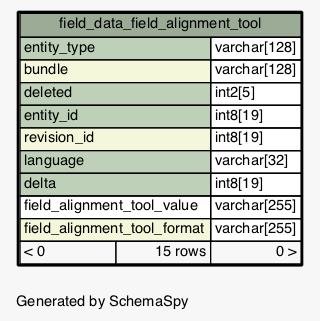 field_data_field_alignment_tool
entity_type varchar[128]
bundle varchar[128]
deleted int2[5]
entity_id int8[19]
revision_id int8[19]
language varchar[32]
delta int8[19]
field_alignment_tool_value varchar[255]
field_alignment_tool_format varchar[255]
< 0 15 rows 0 >
Generated by SchemaSpy